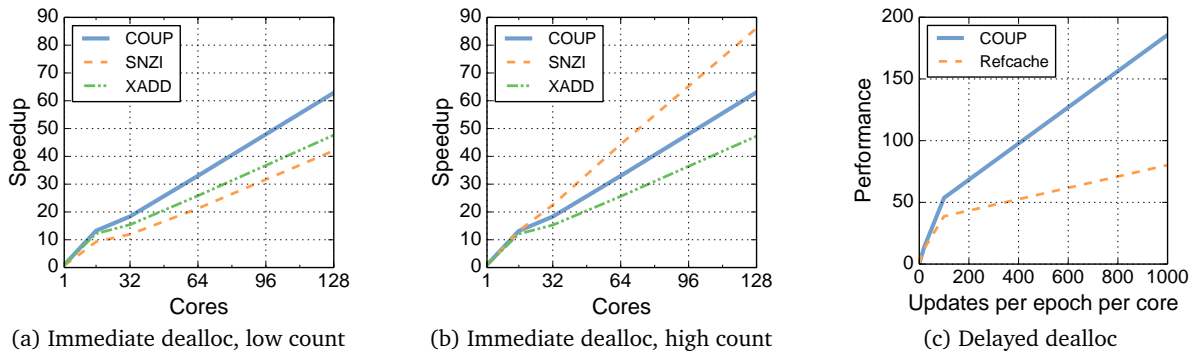 90
80
70
60
50
40
30
20
10
0
Speedup
COUP
SNZI
XADD
1 32 64 96 128
Cores
(a) Immediate dealloc, low count
90
80
70
60
50
40
30
20
10
0
Speedup
COUP
SNZI
XADD
1 32 64 96 128
Cores
(b) Immediate dealloc, high count
200
150
100
50
0
Performance
COUP
Refcache
0 200 400 600 800 1000
Updates per epoch per core
(c) Delayed dealloc